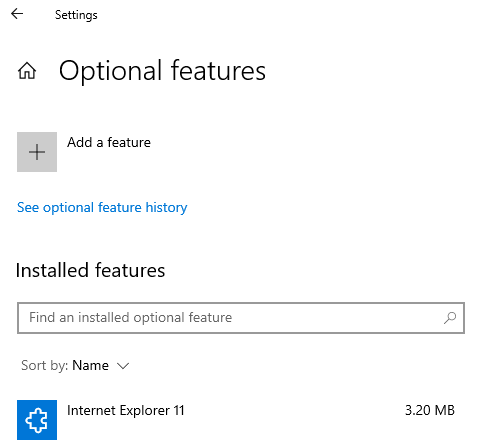 Settings
Optional features
Add a feature
See optional feature history
Installed features
Find an installed optional feature
Sort by: Name
Internet Explorer 11 3.20 MB